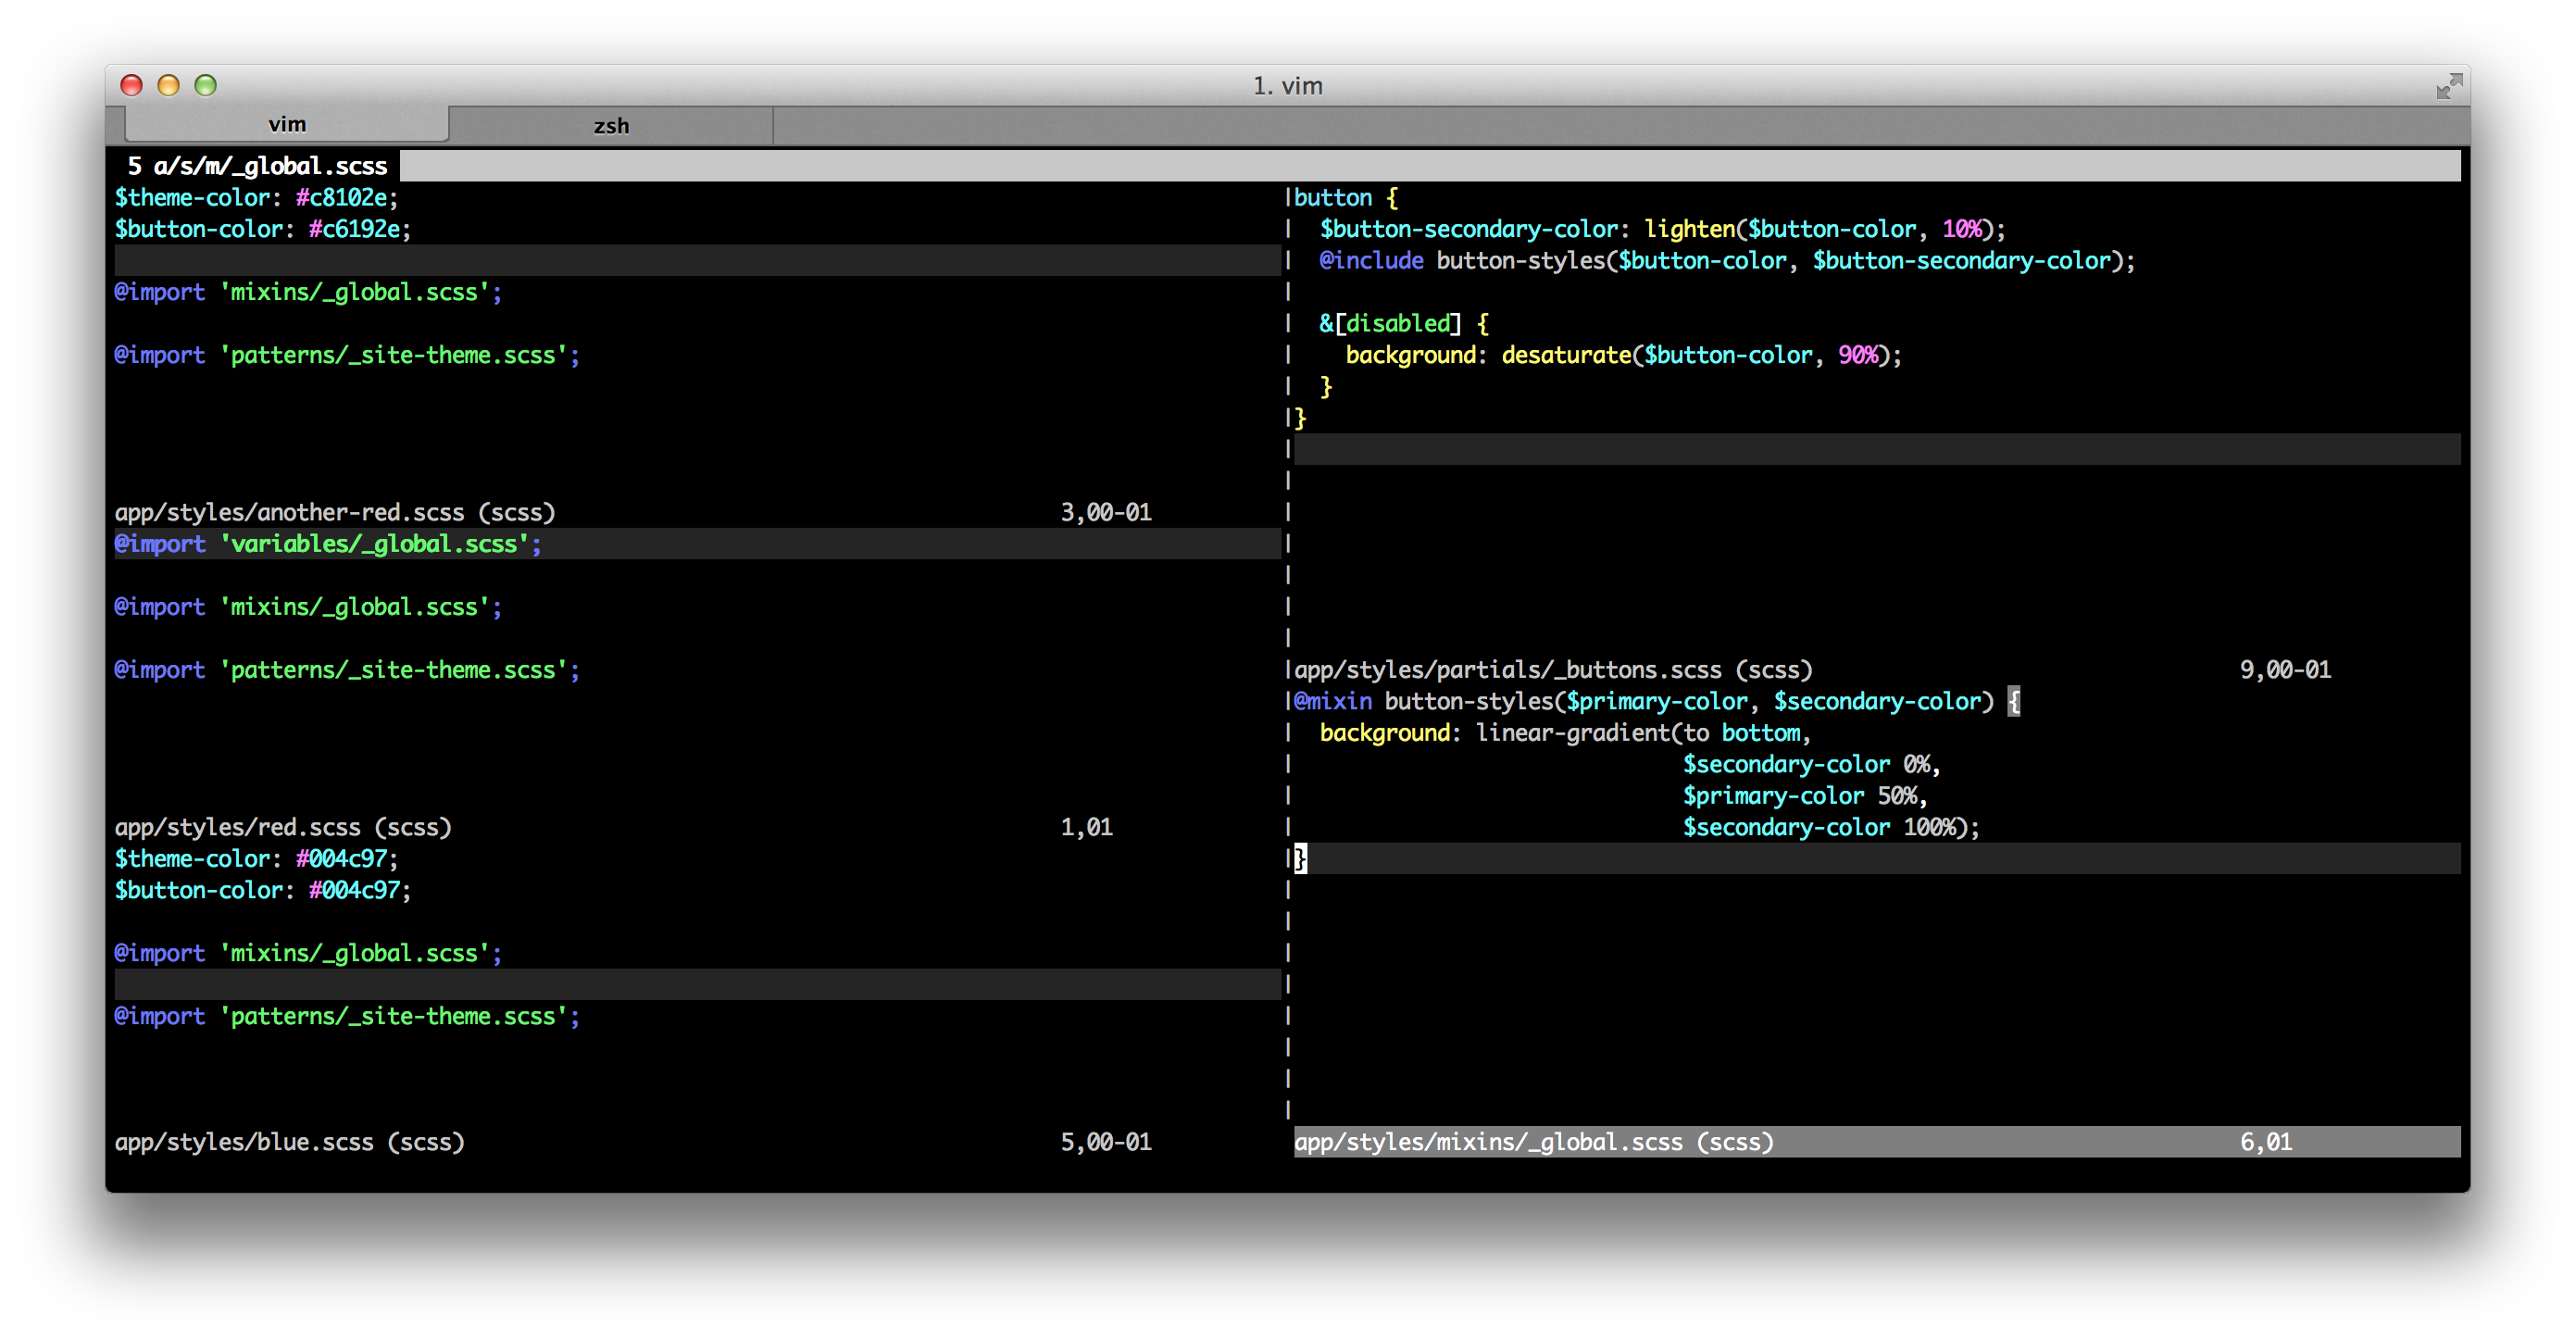 1. vim
vim
zsh
5 a/s/m/_global.scss
$theme-color: #c8102e;
$button-color: #c6192e;
@import 'mixins/_global.scss';
@import 'patterns/_site-theme.scss';
app/styles/another-red.scss (scss) 3,00-01
@import 'variables/_global.scss';
@import 'mixins/_global.scss';
@import 'patterns/_site-theme.scss';
app/styles/red.scss (scss) 1,01
$theme-color: #004c97;
$button-color: #004c97;
@import 'mixins/_global.scss';
@import 'patterns/_site-theme.scss';
app/styles/blue.scss (scss) 5,00-01
button {
  $button-secondary-color: lighten($button-color, 10%);
  @include button-styles($button-color, $button-secondary-color);
  &[disabled] {
    background: desaturate($button-color, 90%);
  }
}
app/styles/partials/_buttons.scss (scss) 9,00-01
@mixin button-styles($primary-color, $secondary-color) {
  background: linear-gradient(to bottom,
                              $secondary-color 0%,
                              $primary-color 50%,
                              $secondary-color 100%);
}
app/styles/mixins/_global.scss (scss) 6,01